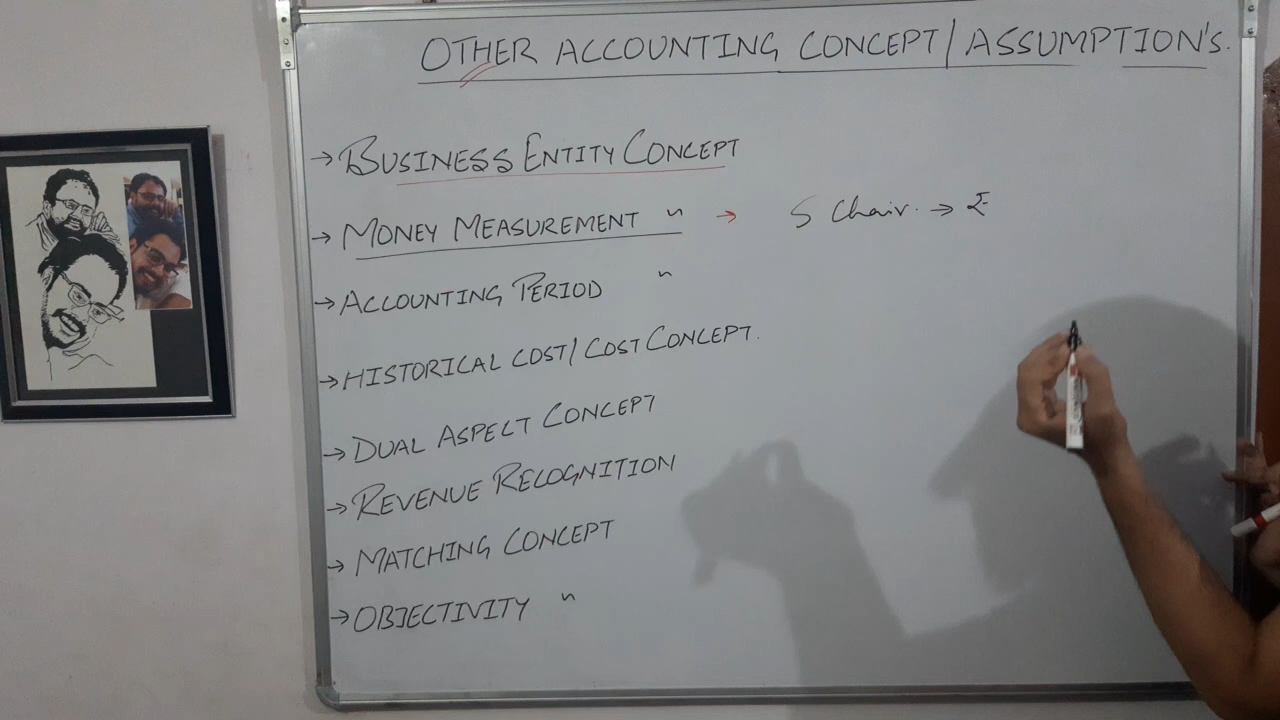 OTHER ACCOUNTING CONCEPT/ASSUMPTION's.
→ BUSINESS ENTITY CONCEPT
→ MONEY MEASUREMENT " → 5 Chair. → ₹
→ ACCOUNTING PERIOD "
→ HISTORICAL COST/COST CONCEPT.
→ DUAL ASPECT CONCEPT
→ REVENUE RECOGNITION
→ MATCHING CONCEPT
→ OBJECTIVITY "